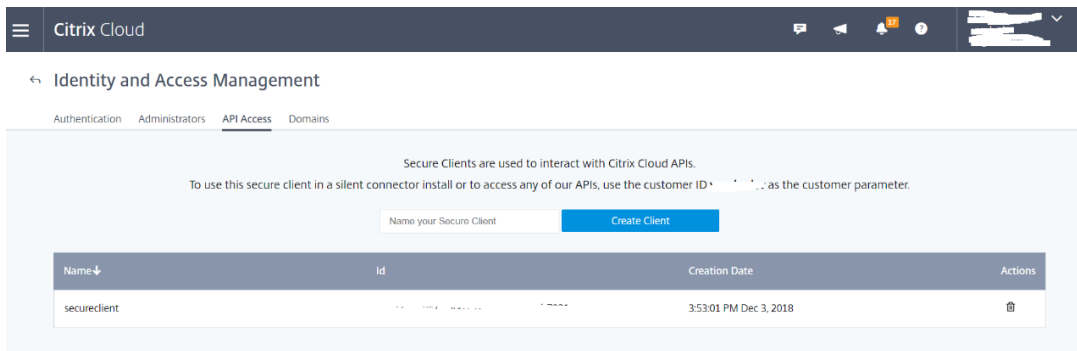 Citrix Cloud
17
?
Identity and Access Management
Authentication Administrators API Access Domains
Secure Clients are used to interact with Citrix Cloud APIs.
To use this secure client in a silent connector install or to access any of our APIs, use the customer ID as the customer parameter.
Name your Secure Client Create Client
Name Id Creation Date Actions
secureclient 3:53:01 PM Dec 3, 2018